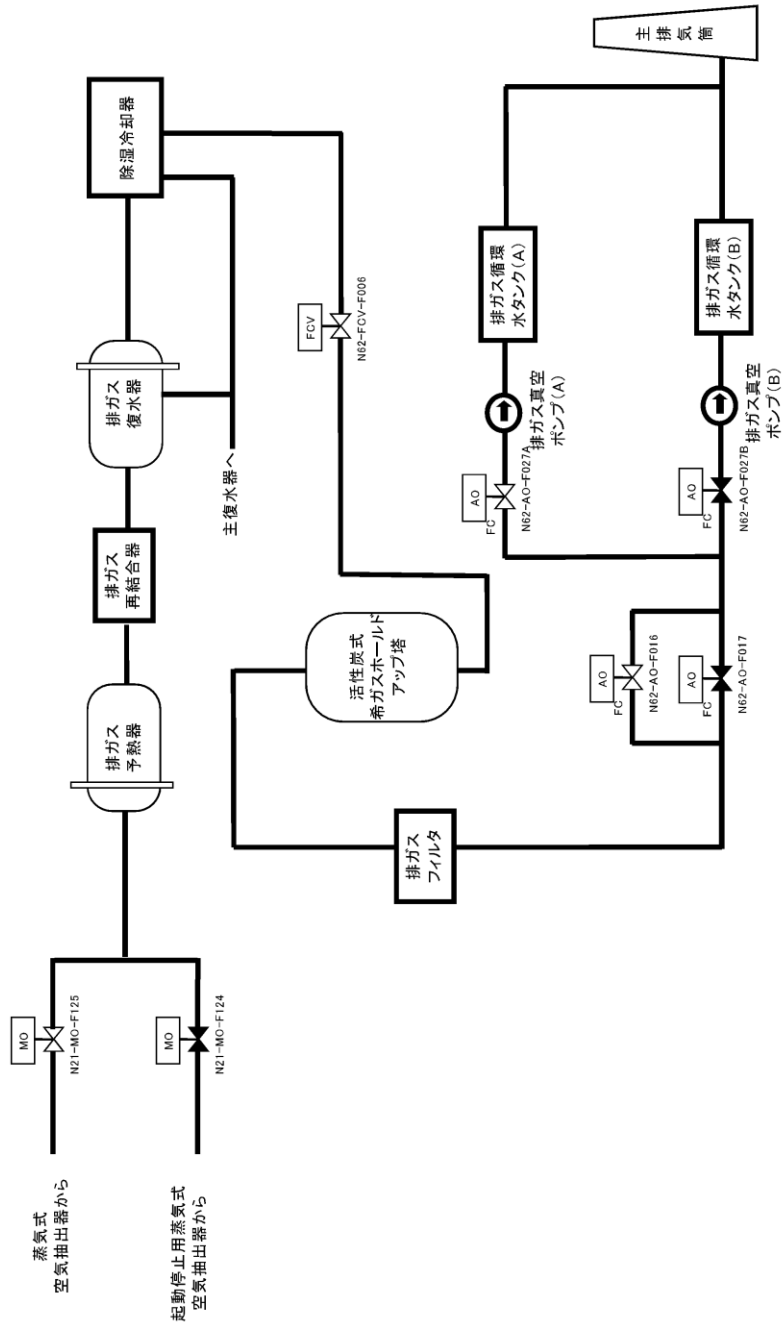 蒸気式
空気抽出器から
MO
N21-MO-F125
起動停止用蒸気式
空気抽出器から
MO
N21-MO-F124
排ガス
予熱器
排ガス
再結合器
排ガス
復水器
除湿冷却器
主復水器へ
FCV
N62-FCV-F006
活性炭式
希ガスホールド
アップ塔
排ガス
フィルタ
AO
FC
N62-AO-F016
AO
FC
N62-AO-F017
AO
FC
N62-AO-F027A
排ガス真空
ポンプ(A)
排ガス循環
水タンク(A)
AO
FC
N62-AO-F027B
排ガス真空
ポンプ(B)
排ガス循環
水タンク(B)
主排気筒